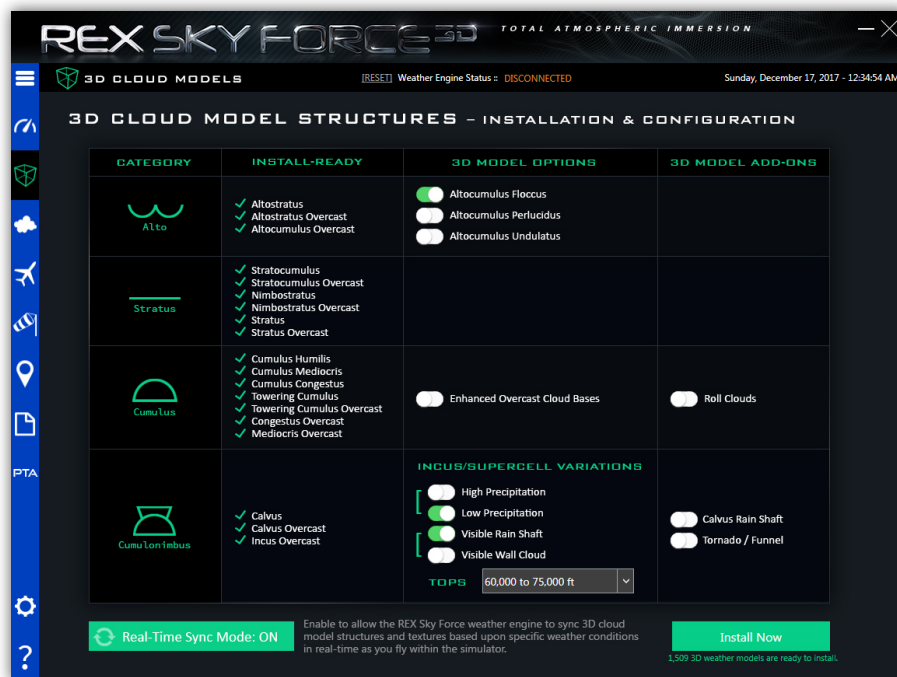 REX SKY FORCE 3D TOTAL ATMOSPHERIC IMMERSION
3D CLOUD MODELS [RESET] Weather Engine Status :: DISCONNECTED Sunday, December 17, 2017 - 12:34:54 AM
3D CLOUD MODEL STRUCTURES – INSTALLATION & CONFIGURATION
CATEGORY INSTALL-READY 3D MODEL OPTIONS 3D MODEL ADD-ONS
Alto
Altostratus
Altostratus Overcast
Altocumulus Overcast
Altocumulus Floccus
Altocumulus Perlucidus
Altocumulus Undulatus
Stratus
Stratocumulus
Stratocumulus Overcast
Nimbostratus
Nimbostratus Overcast
Stratus
Stratus Overcast
Cumulus
Cumulus Humilis
Cumulus Mediocris
Cumulus Congestus
Towering Cumulus
Towering Cumulus Overcast
Congestus Overcast
Mediocris Overcast
Enhanced Overcast Cloud Bases
Roll Clouds
Cumulonimbus
Calvus
Calvus Overcast
Incus Overcast
INCUS/SUPERCELL VARIATIONS
High Precipitation
Low Precipitation
Visible Rain Shaft
Visible Wall Cloud
TOPS 60,000 to 75,000 ft
Calvus Rain Shaft
Tornado / Funnel
PTA
?
Real-Time Sync Mode: ON
Enable to allow the REX Sky Force weather engine to sync 3D cloud
model structures and textures based upon specific weather conditions
in real-time as you fly within the simulator.
Install Now
1,509 3D weather models are ready to install.